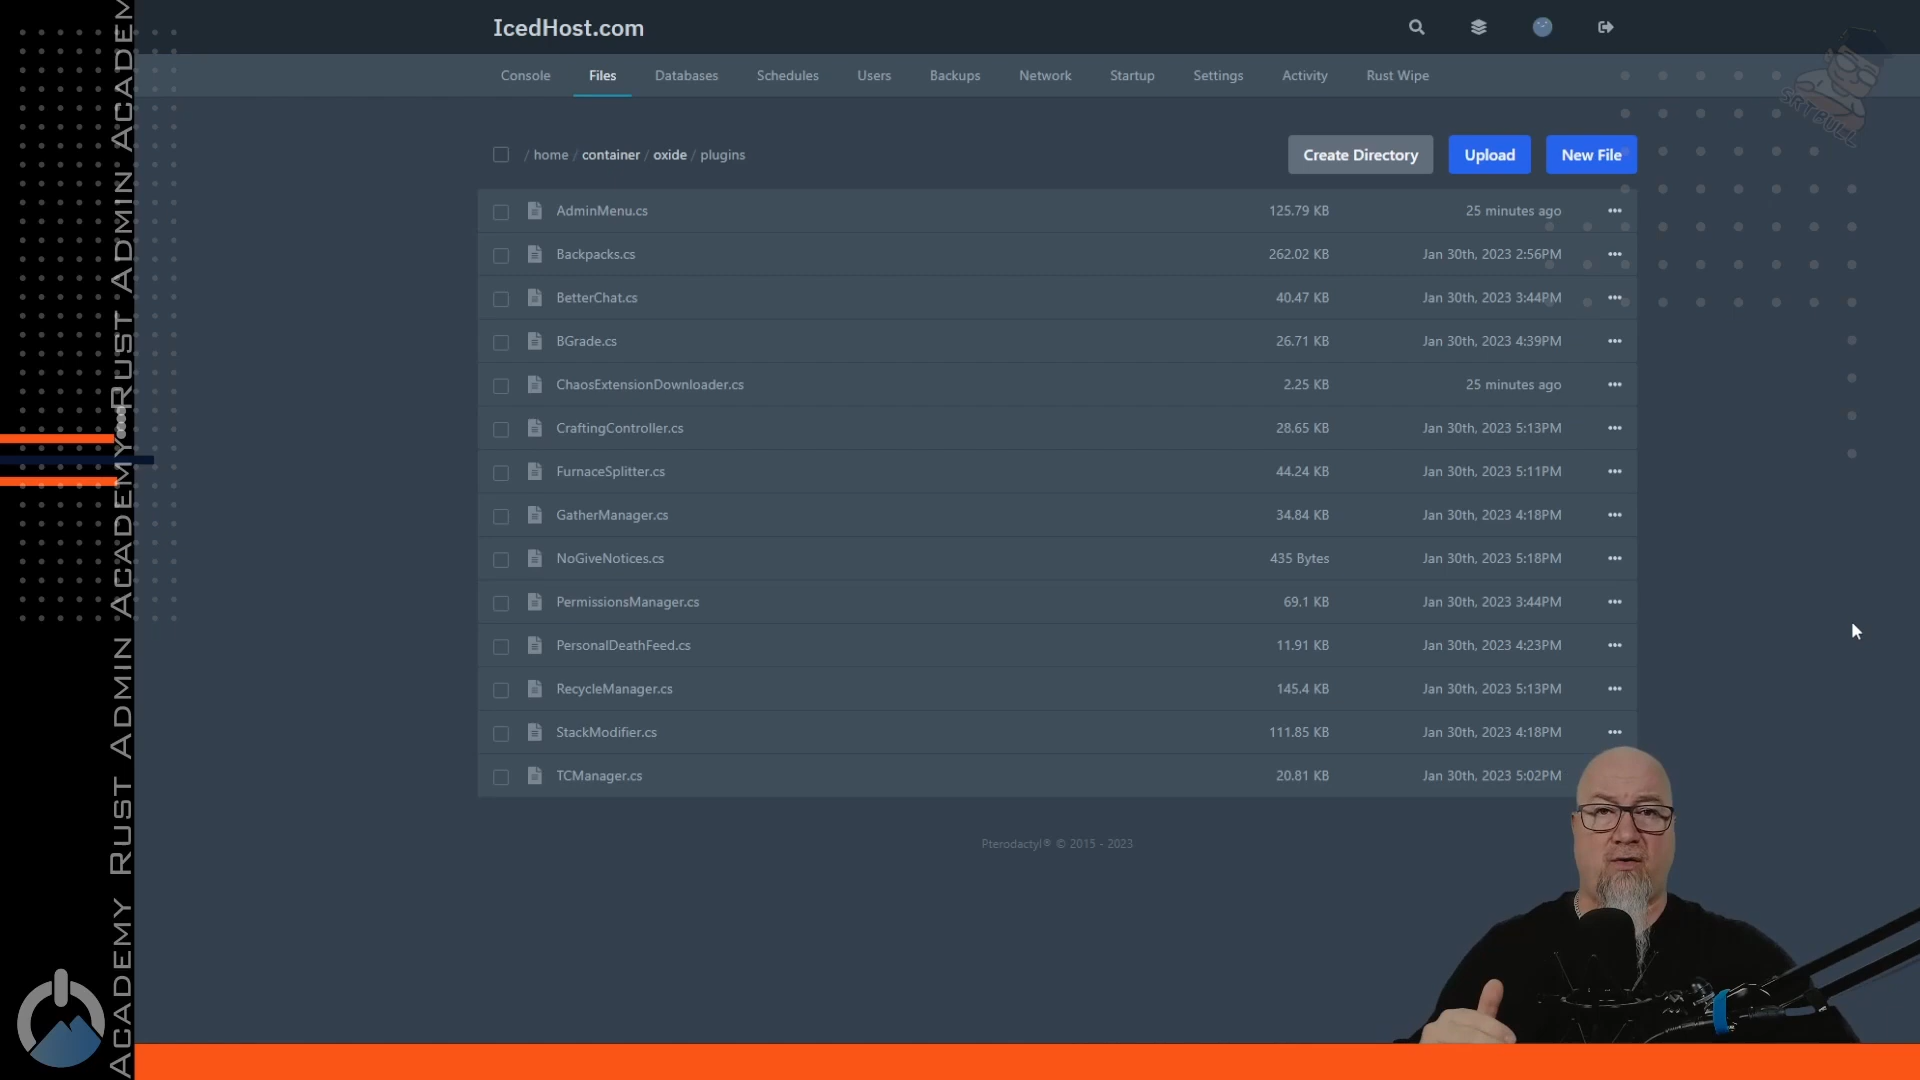 IcedHost.com
Console Files Databases Schedules Users Backups Network Startup Settings Activity Rust Wipe
/ home / container / oxide / plugins
Create Directory Upload New File
AdminMenu.cs 125.79 KB 25 minutes ago
Backpacks.cs 262.02 KB Jan 30th, 2023 2:56PM
BetterChat.cs 40.47 KB Jan 30th, 2023 3:44PM
BGrade.cs 26.71 KB Jan 30th, 2023 4:39PM
ChaosExtensionDownloader.cs 2.25 KB 25 minutes ago
CraftingController.cs 28.65 KB Jan 30th, 2023 5:13PM
FurnaceSplitter.cs 44.24 KB Jan 30th, 2023 5:11PM
GatherManager.cs 34.84 KB Jan 30th, 2023 4:18PM
NoGiveNotices.cs 435 Bytes Jan 30th, 2023 5:18PM
PermissionsManager.cs 69.1 KB Jan 30th, 2023 3:44PM
PersonalDeathFeed.cs 11.91 KB Jan 30th, 2023 4:23PM
RecycleManager.cs 145.4 KB Jan 30th, 2023 5:13PM
StackModifier.cs 111.85 KB Jan 30th, 2023 4:18PM
TCManager.cs 20.81 KB Jan 30th, 2023 5:02PM
Pterodactyl® © 2015 - 2023
ACADEMY RUST ADMIN ACADEMY RUST ADMIN ACADEM
SRTBULL